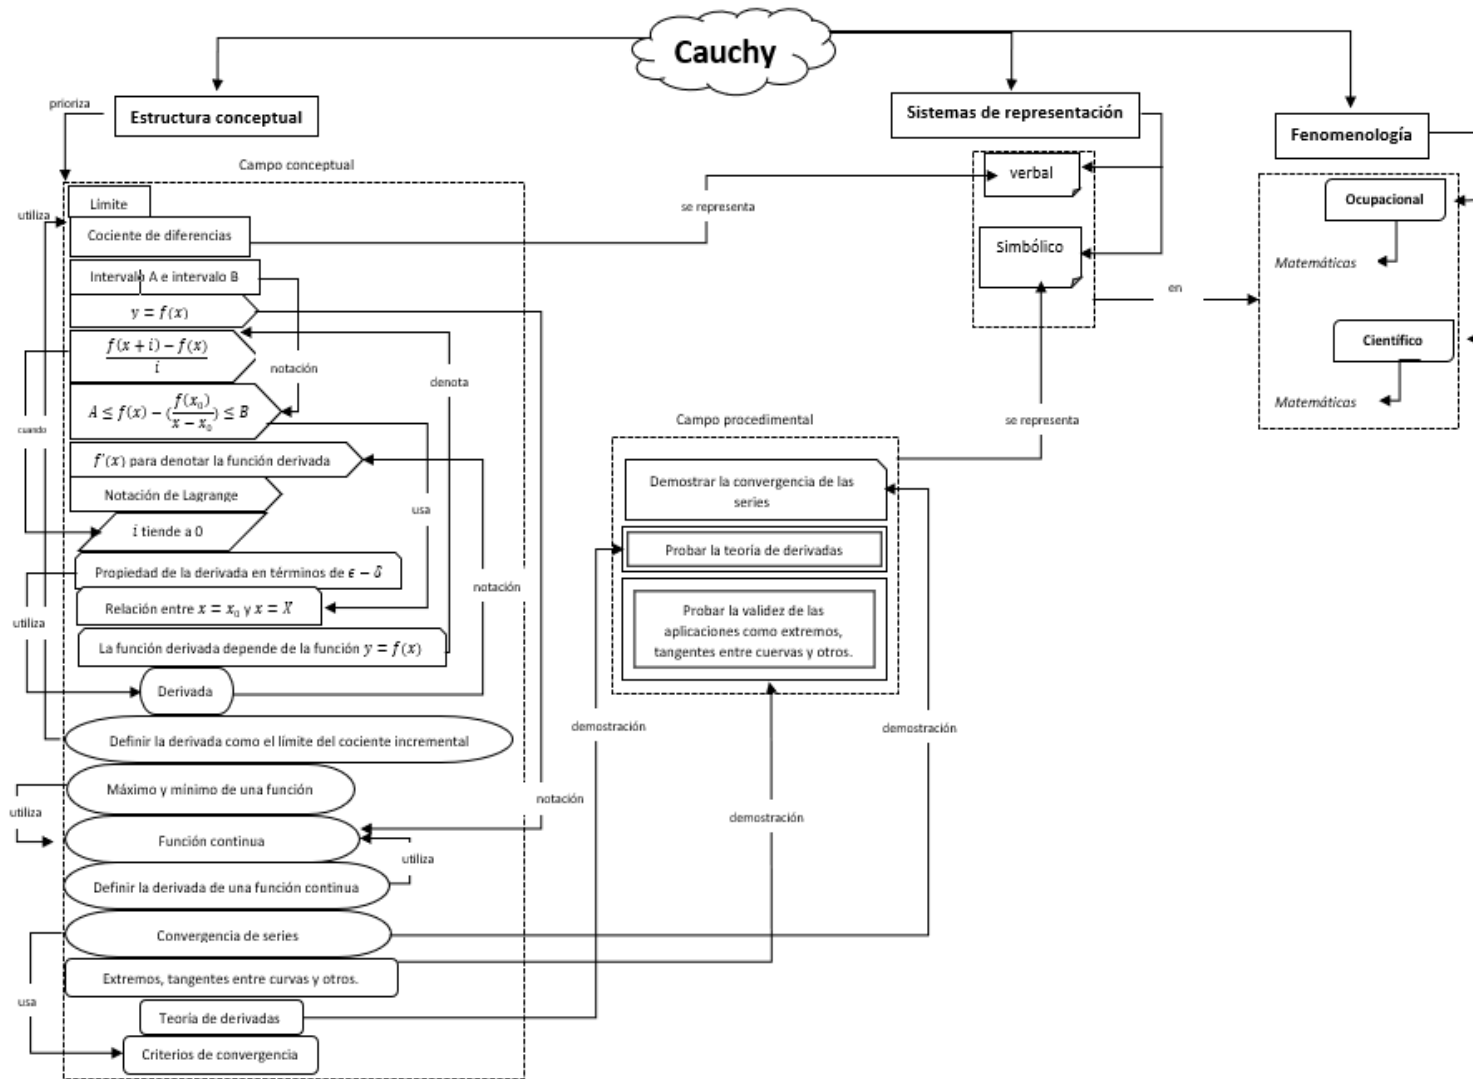 Cauchy
prioriza
Estructura conceptual
Sistemas de representación
Fenomenología
Campo conceptual
utiliza
Límite
Cociente de diferencias
Intervalo A e intervalo B
y = f(x)
f(x + i) − f(x)
i
A ≤ f(x) − (f(x₀)
x − x₀) ≤ B
f'(x) para denotar la función derivada
Notación de Lagrange
i tiende a 0
Propiedad de la derivada en términos de ϵ − δ
Relación entre x = x₀ y x = X
La función derivada depende de la función y = f(x)
Derivada
Definir la derivada como el límite del cociente incremental
Máximo y mínimo de una función
Función continua
Definir la derivada de una función continua
Convergencia de series
Extremos, tangentes entre curvas y otros.
Teoría de derivadas
Criterios de convergencia
cuando
utiliza
utiliza
usa
notación
denota
usa
notación
notación
utiliza
se representa
verbal
Simbólico
en
Ocupacional
Matemáticas
Científico
Matemáticas
se representa
Campo procedimental
Demostrar la convergencia de las
series
Probar la teoría de derivadas
Probar la validez de las
aplicaciones como extremos,
tangentes entre cuervas y otros.
demostración
demostración
demostración